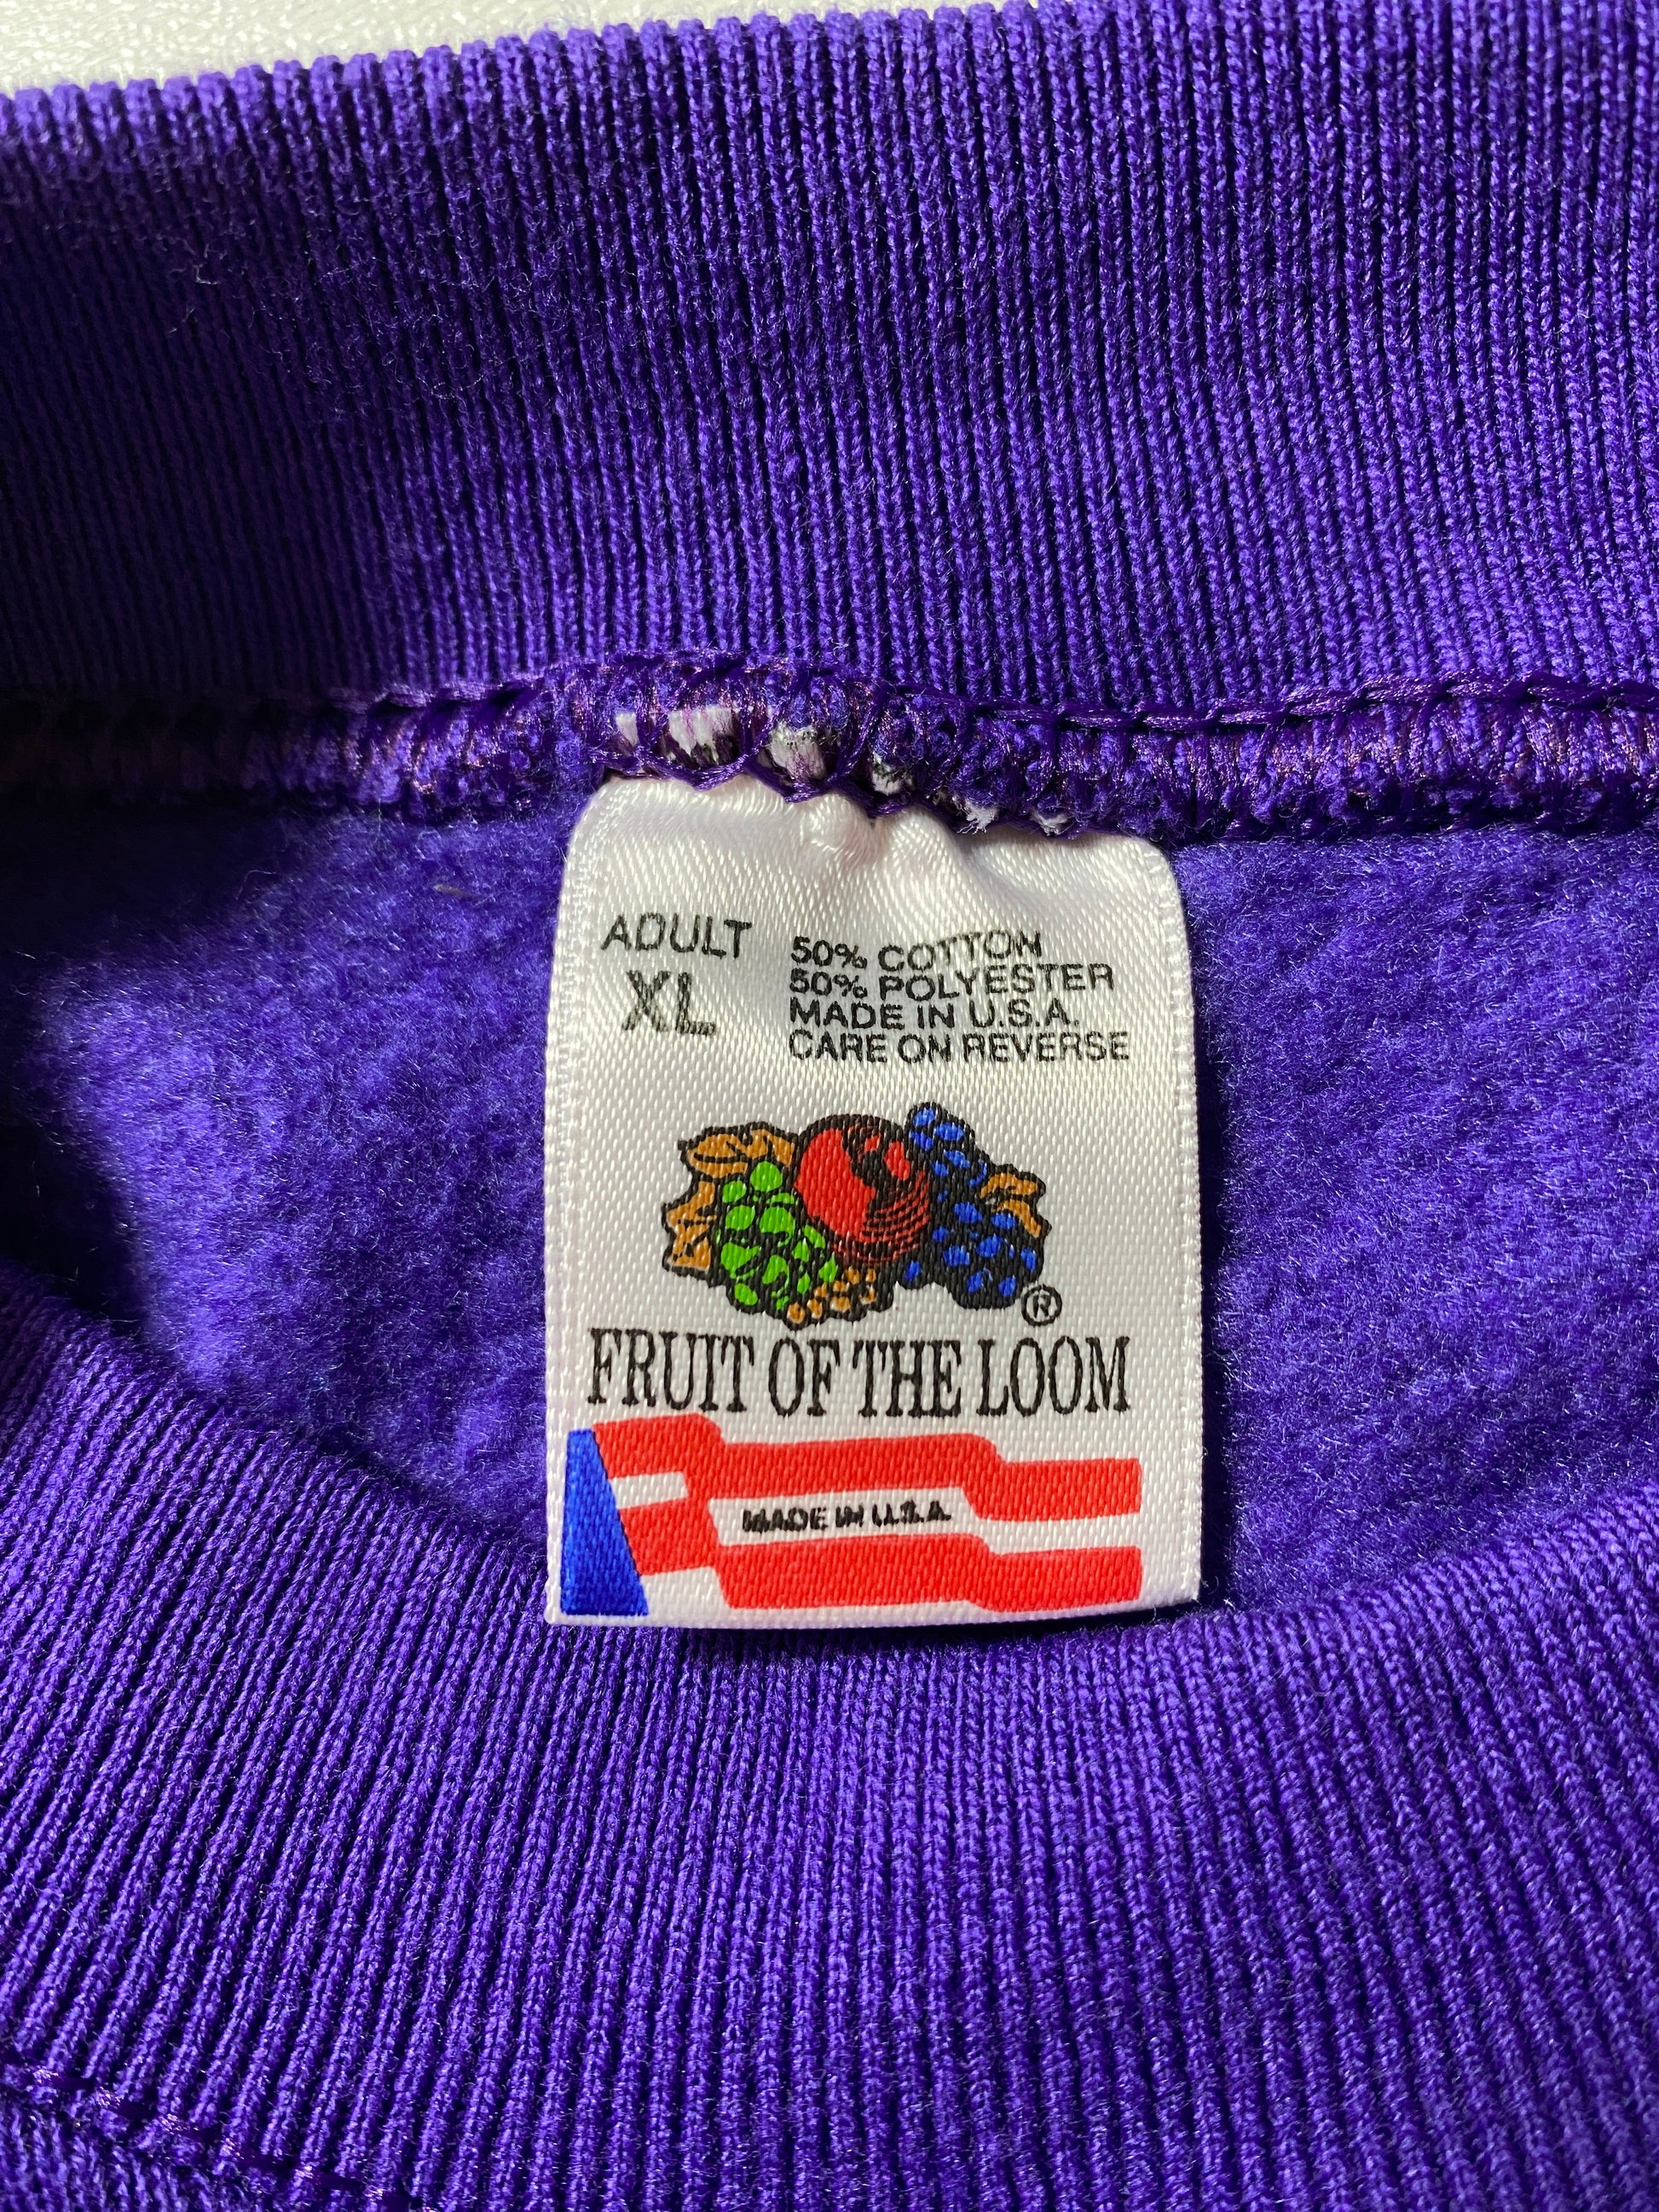 ADULT
XL
50% COTTON
50% POLYESTER
MADE IN U.S.A.
CARE ON REVERSE
®
FRUIT OF THE LOOM
MADE IN U.S.A.